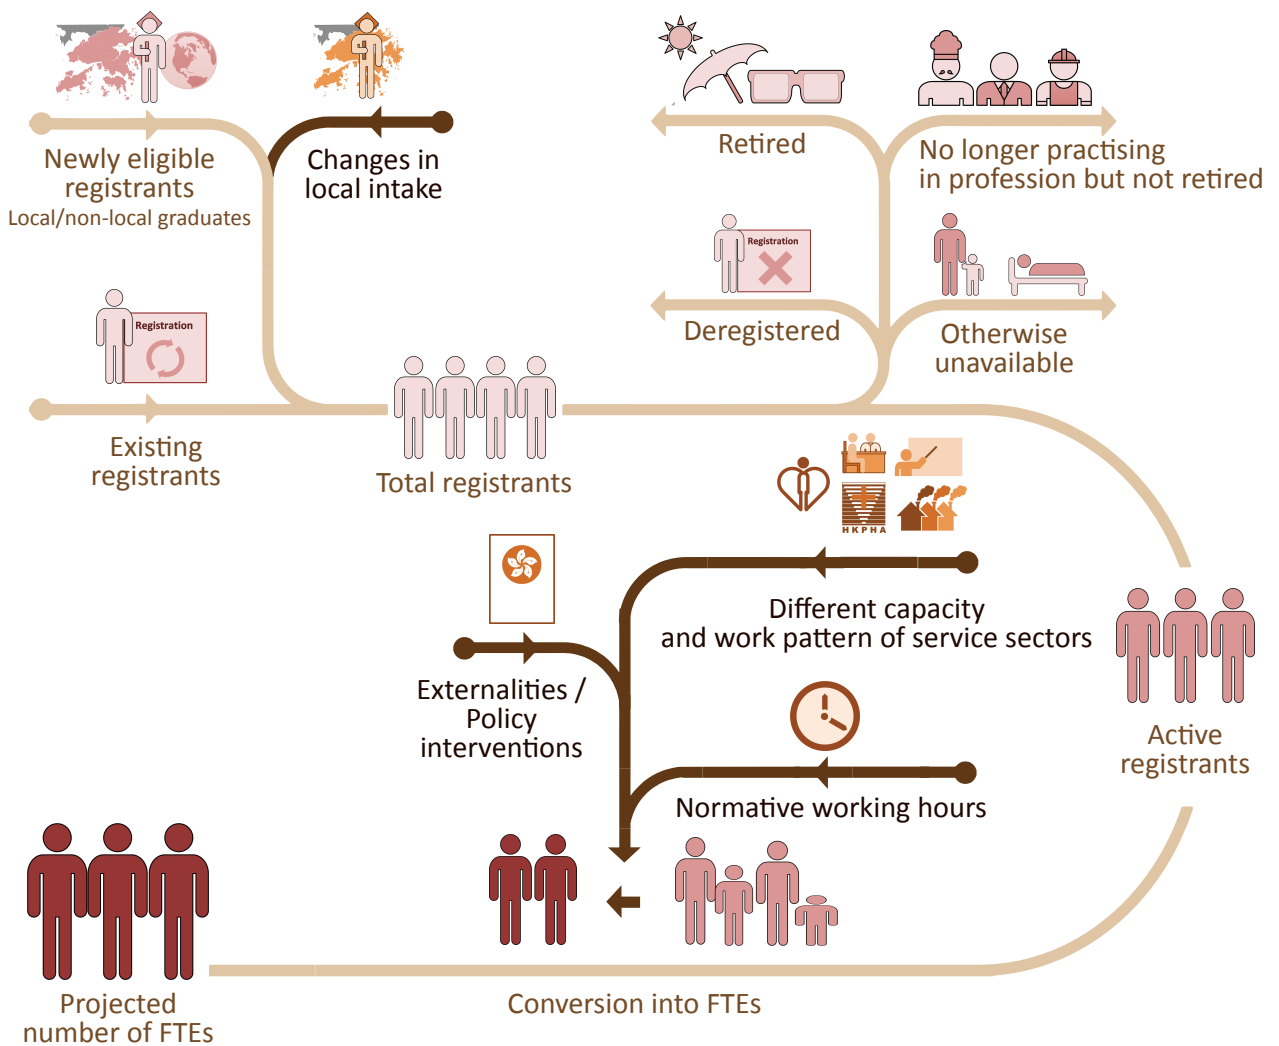 Newly eligible
registrants
Local/non-local graduates
Changes in
local intake
Retired
No longer practising
in profession but not retired
Registration
Deregistered
Otherwise
unavailable
Registration
Existing
registrants
Total registrants
HKPHA
Different capacity
and work pattern of service sectors
Externalities /
Policy
interventions
Normative working hours
Active
registrants
Projected
number of FTEs
Conversion into FTEs